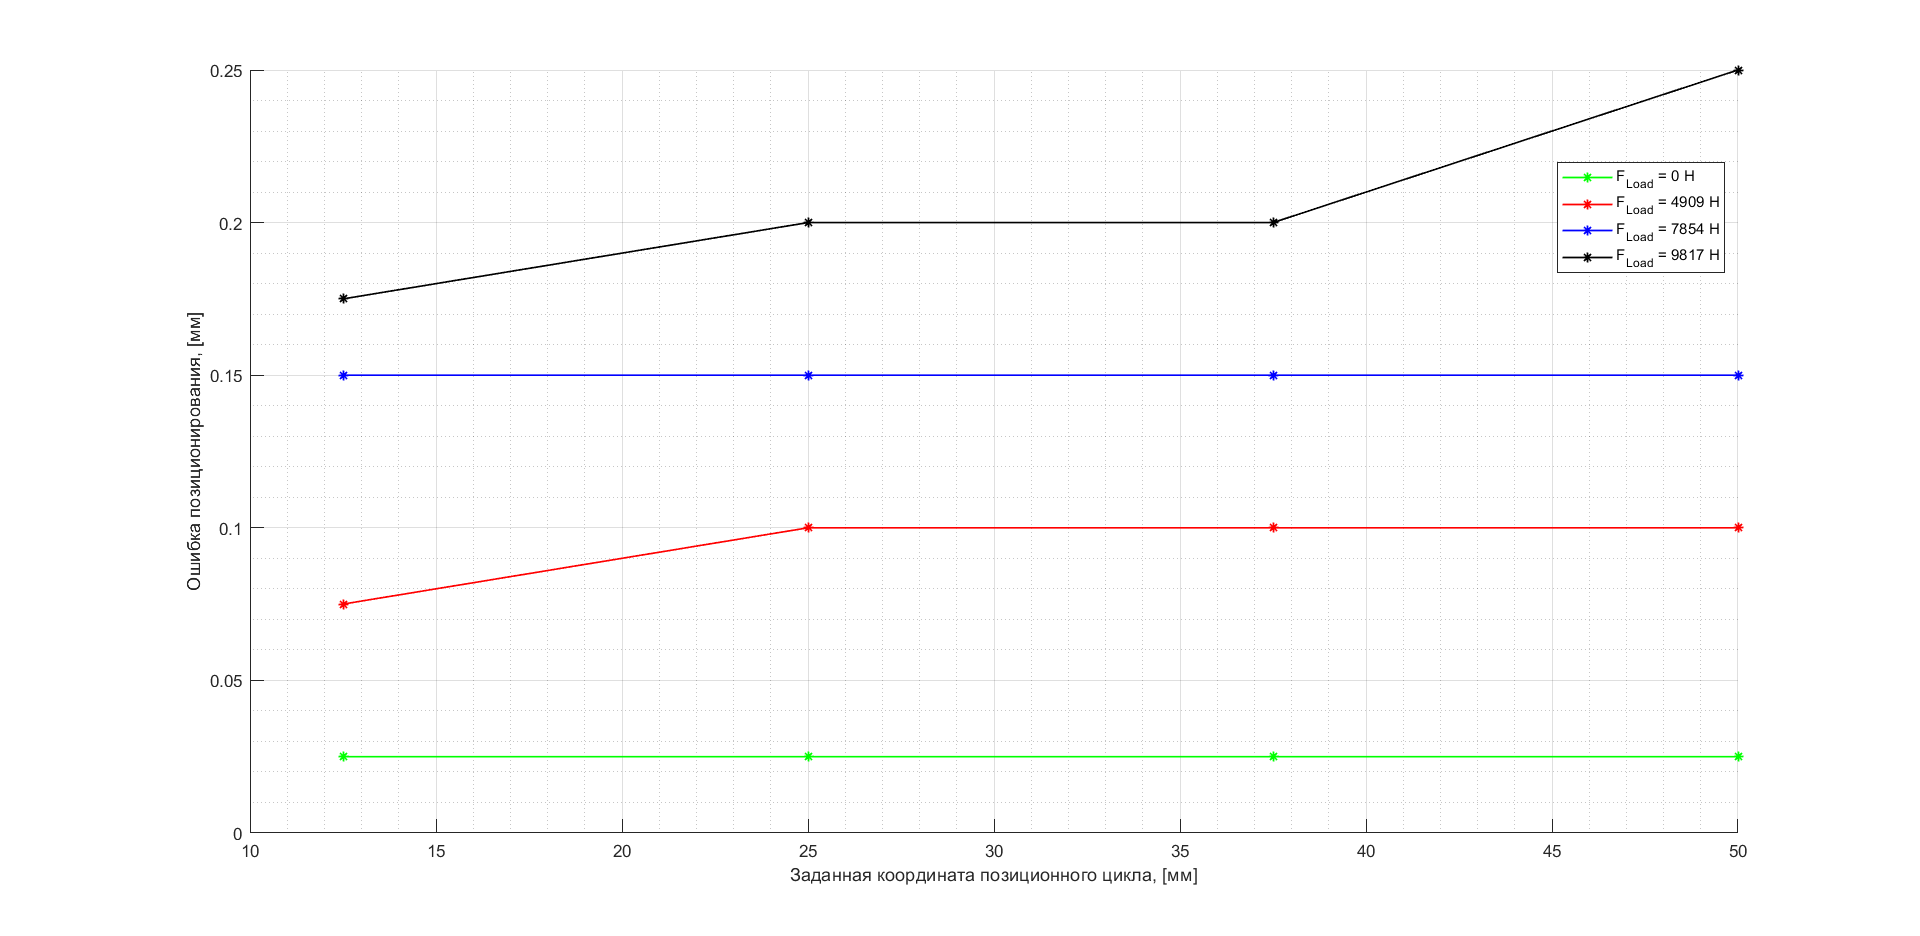 0.25
0.2
0.15
0.1
0.05
0
10 15 20 25 30 35 40 45 50
Ошибка позиционирования, [мм]
Заданная координата позиционного цикла, [мм]
F_Load = 0 Н
F_Load = 4909 Н
F_Load = 7854 Н
F_Load = 9817 Н